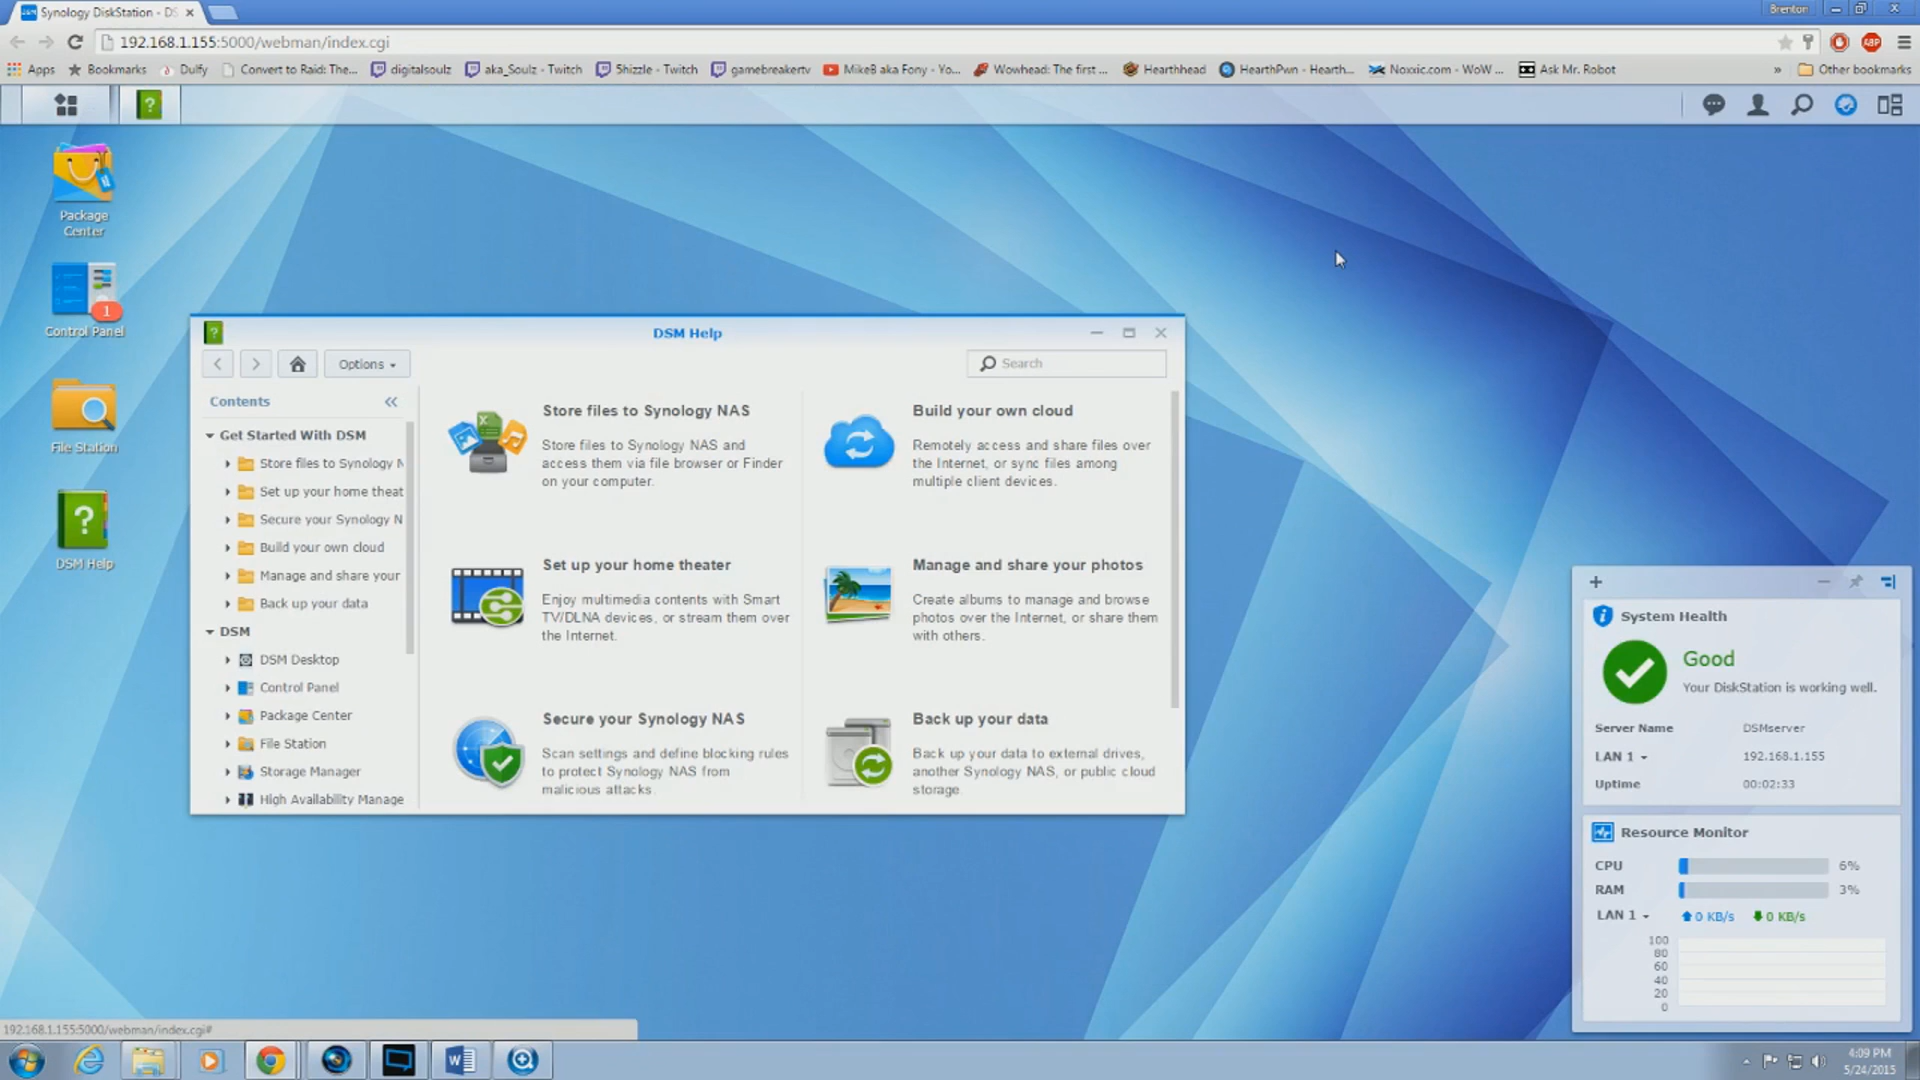 Synology DiskStation - DS
Brenton
192.168.1.155:5000/webman/index.cgi
ABP
Apps
Bookmarks
Dulfy
Convert to Raid: The...
digitalsoulz
aka_Soulz - Twitch
5hizzle - Twitch
gamebreakertv
MikeB aka Fony - Yo...
Wowhead: The first ...
Hearthhead
HearthPwn - Hearth...
Noxxic.com - WoW ...
Ask Mr. Robot
»
Other bookmarks
Package
Center
1
Control Panel
File Station
DSM Help
DSM Help
Options
Search
Contents
Get Started With DSM
Store files to Synology N
Set up your home theat
Secure your Synology N
Build your own cloud
Manage and share your
Back up your data
DSM
DSM Desktop
Control Panel
Package Center
File Station
Storage Manager
High Availability Manage
Store files to Synology NAS
Store files to Synology NAS and
access them via file browser or Finder
on your computer.
Build your own cloud
Remotely access and share files over
the Internet, or sync files among
multiple client devices.
Set up your home theater
Enjoy multimedia contents with Smart
TV/DLNA devices, or stream them over
the Internet.
Manage and share your photos
Create albums to manage and browse
photos over the Internet, or share them
with others.
Secure your Synology NAS
Scan settings and define blocking rules
to protect Synology NAS from
malicious attacks.
Back up your data
Back up your data to external drives,
another Synology NAS, or public cloud
storage.
System Health
Good
Your DiskStation is working well.
Server Name DSMserver
LAN 1 192.168.1.155
Uptime 00:02:33
Resource Monitor
CPU 6%
RAM 3%
LAN 1 0 KB/s 0 KB/s
100
80
60
40
20
0
192.168.1.155:5000/webman/index.cgi#
4:09 PM
5/24/2015